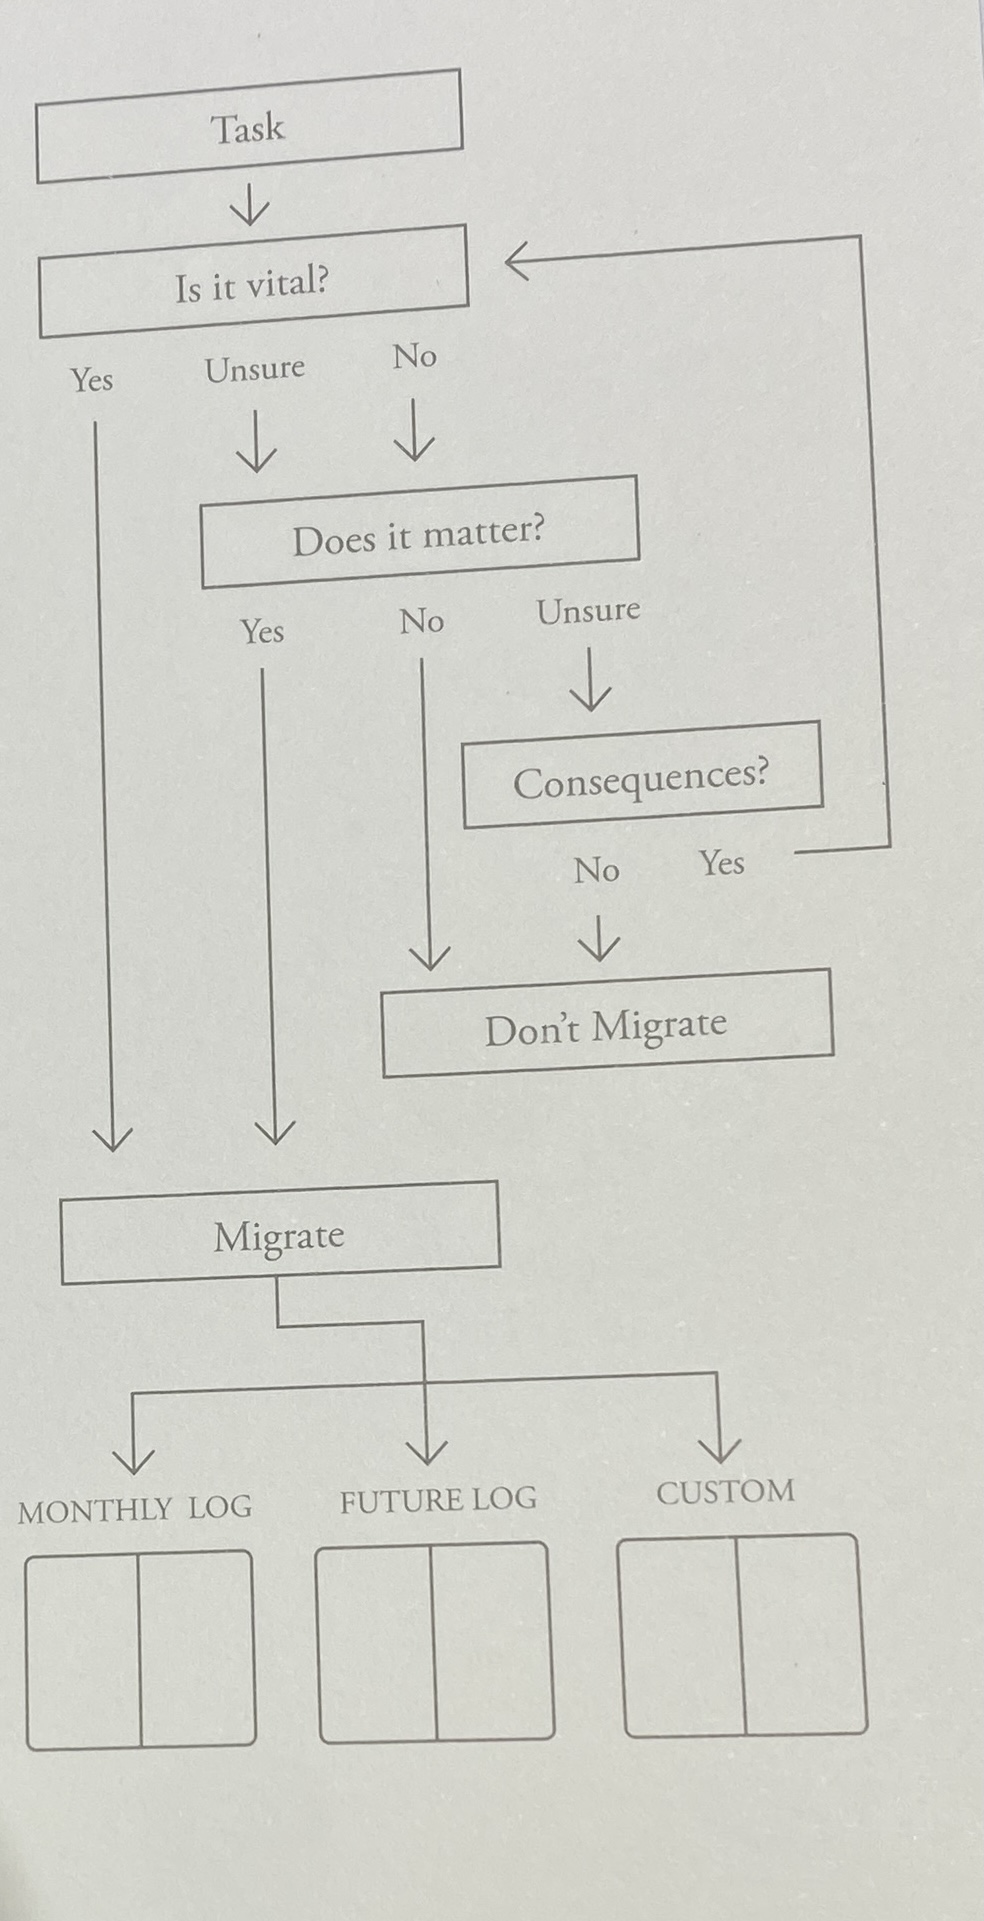 Task
Is it vital?
Yes Unsure No
Does it matter?
Yes No Unsure
Consequences?
No Yes
Don't Migrate
Migrate
MONTHLY LOG FUTURE LOG CUSTOM